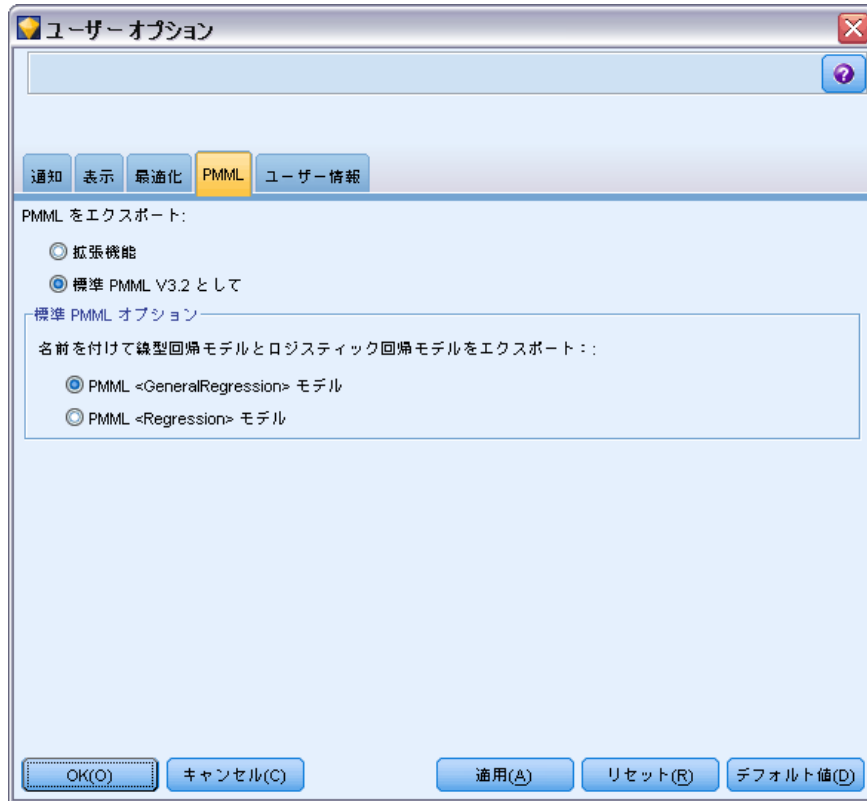 ユーザー オプション
通知 表示 最適化 PMML ユーザー情報
PMML をエクスポート:
拡張機能
標準 PMML V3.2 として
標準 PMML オプション
名前を付けて線型回帰モデルとロジスティック回帰モデルをエクスポート：:
PMML <GeneralRegression> モデル
PMML <Regression> モデル
OK(O) キャンセル(C) 適用(A) リセット(R) デフォルト値(D)